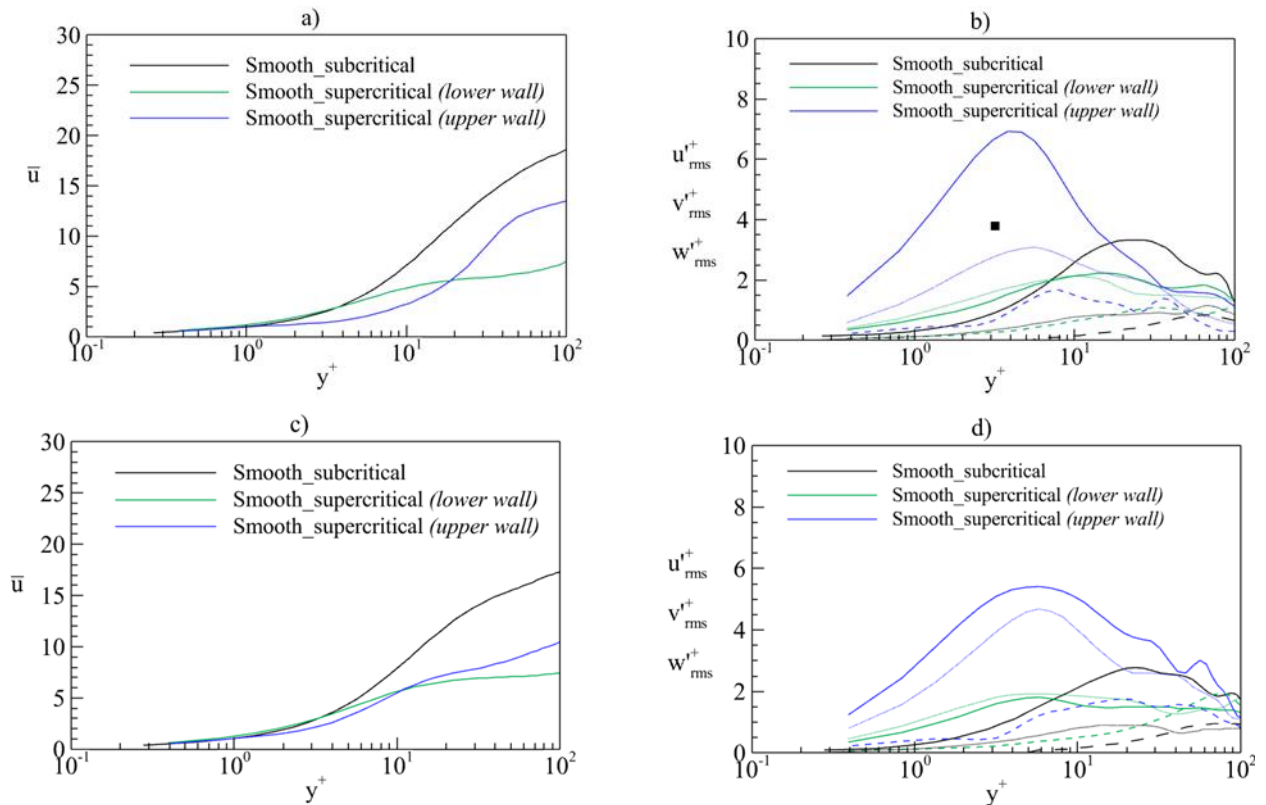 a)
30
25
20
15
10
5
0
ū
Smooth_subcritical
Smooth_supercritical (lower wall)
Smooth_supercritical (upper wall)
10⁻¹ 10⁰ 10¹ 10²
y⁺
b)
10
8
6
4
2
0
u'⁺rms
v'⁺rms
w'⁺rms
Smooth_subcritical
Smooth_supercritical (lower wall)
Smooth_supercritical (upper wall)
10⁻¹ 10⁰ 10¹ 10²
y⁺
c)
30
25
20
15
10
5
0
ū
Smooth_subcritical
Smooth_supercritical (lower wall)
Smooth_supercritical (upper wall)
10⁻¹ 10⁰ 10¹ 10²
y⁺
d)
10
8
6
4
2
0
u'⁺rms
v'⁺rms
w'⁺rms
Smooth_subcritical
Smooth_supercritical (lower wall)
Smooth_supercritical (upper wall)
10⁻¹ 10⁰ 10¹ 10²
y⁺